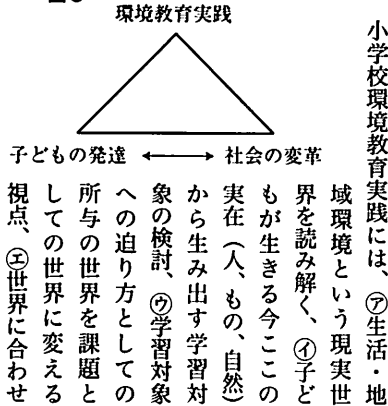 環境教育実践
子どもの発達 ←→ 社会の変革
小学校環境教育実践には、㋐生活・地
域環境という現実世
界を読み解く、㋑子ど
もが生きる今ここの
実在（人、もの、自然）
から生み出す学習対
象の検討、㋒学習対象
への迫り方としての
所与の世界を課題と
しての世界に変える
視点、㋓世界に合わせ